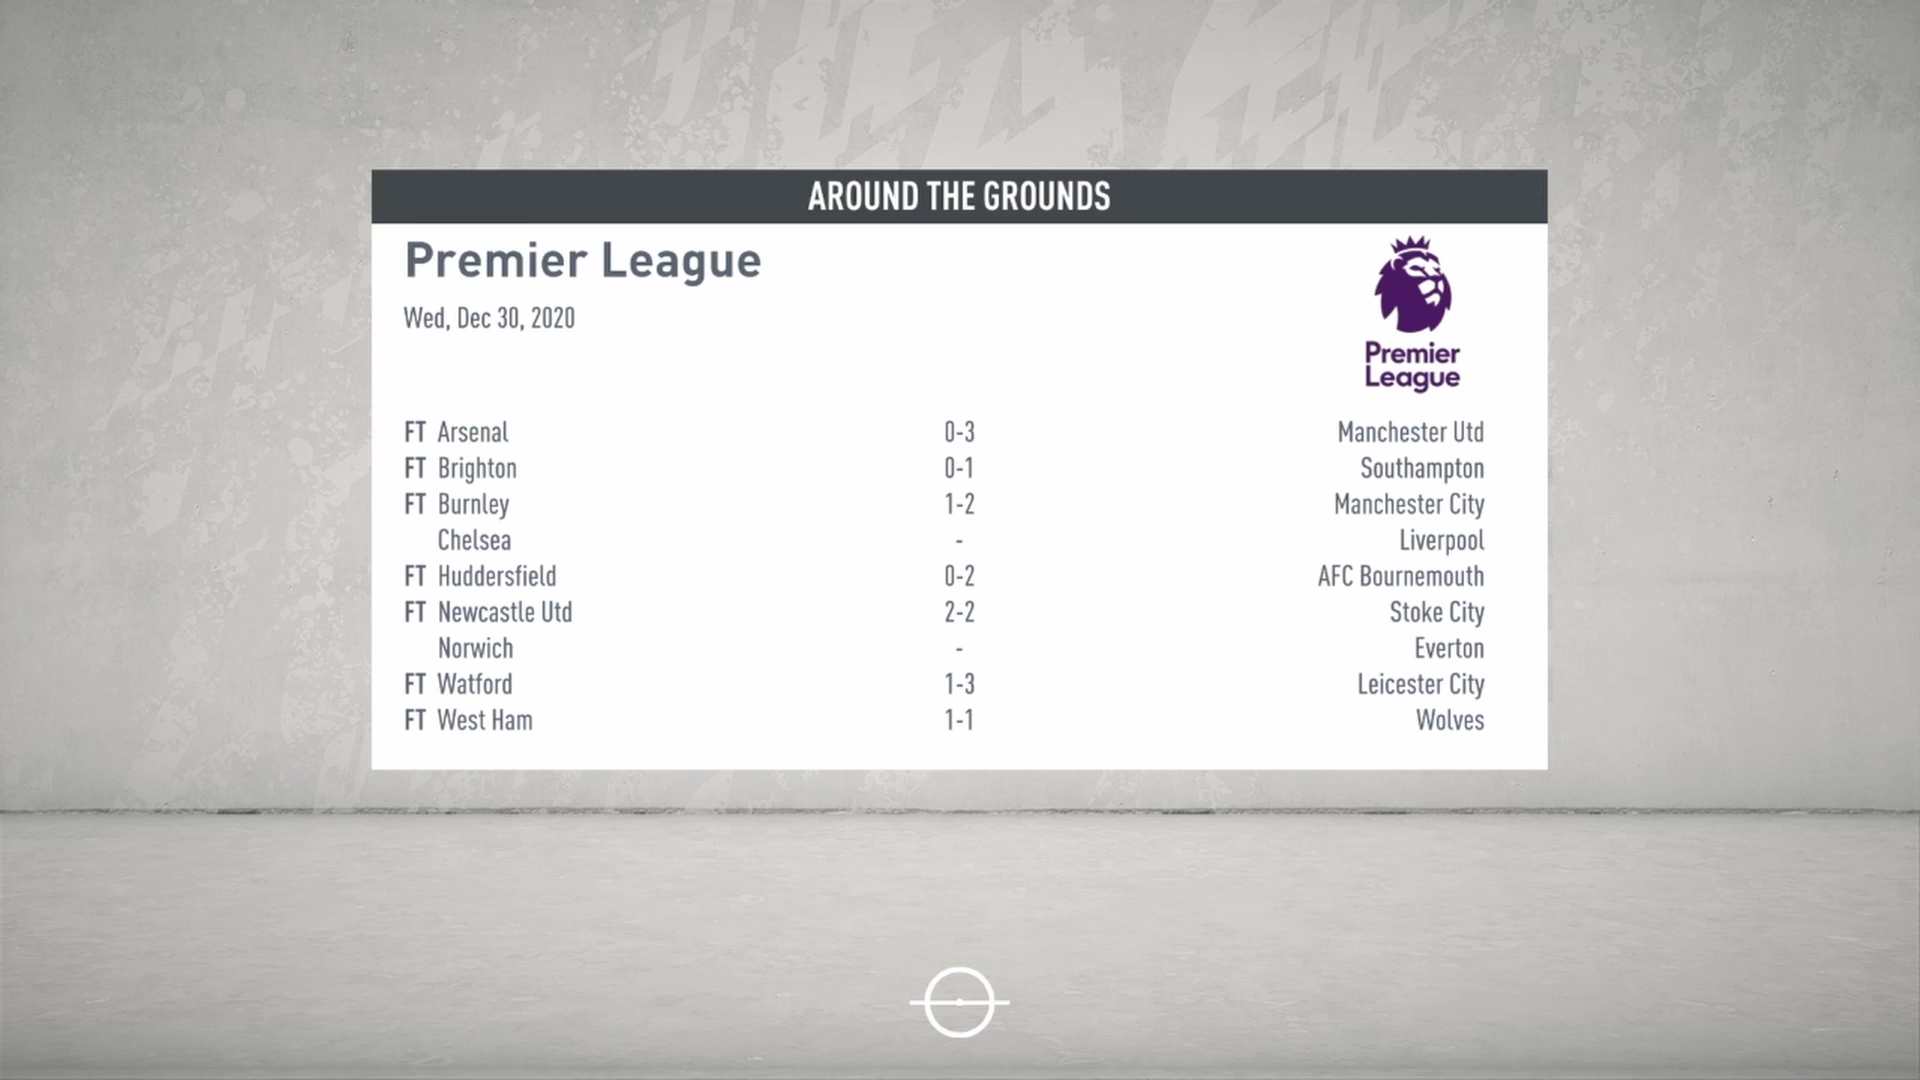 AROUND THE GROUNDS
Premier League
Wed, Dec 30, 2020
Premier
League
FT Arsenal 0-3 Manchester Utd
FT Brighton 0-1 Southampton
FT Burnley 1-2 Manchester City
Chelsea - Liverpool
FT Huddersfield 0-2 AFC Bournemouth
FT Newcastle Utd 2-2 Stoke City
Norwich - Everton
FT Watford 1-3 Leicester City
FT West Ham 1-1 Wolves